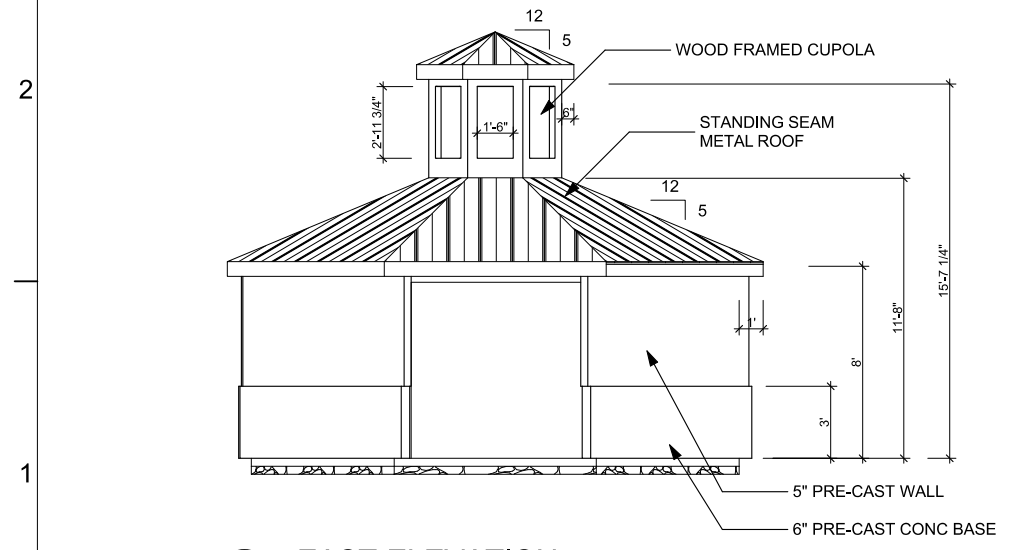 12
5
WOOD FRAMED CUPOLA
2
2'-11 3/4"
1'-6"
6"
STANDING SEAM
METAL ROOF
12
5
15'-7 1/4"
11'-8"
1'
8'
3'
1
5" PRE-CAST WALL
6" PRE-CAST CONC BASE
EAST ELEVATION